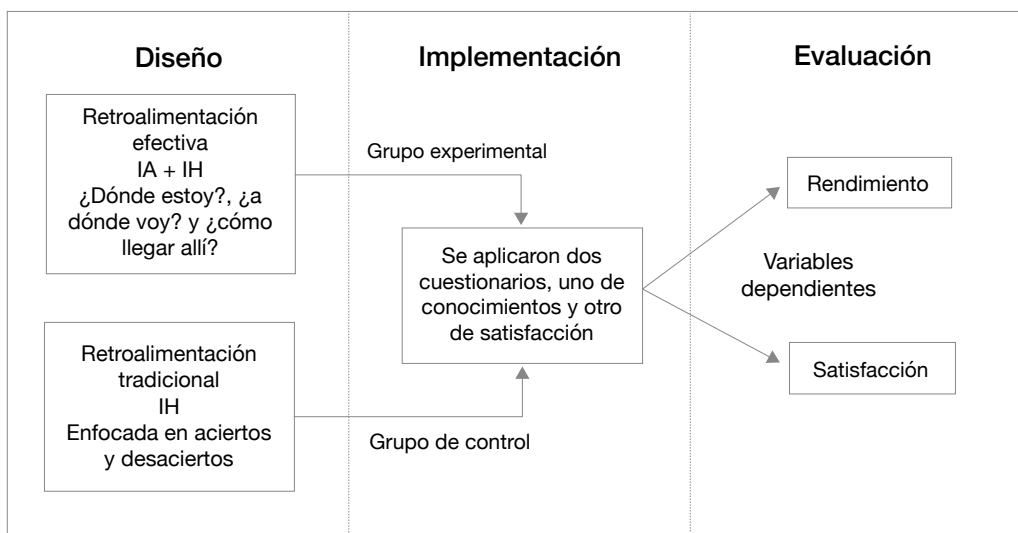 Diseño
Retroalimentación
efectiva
IA + IH
¿Dónde estoy?, ¿a
dónde voy? y ¿cómo
llegar allí?
Retroalimentación
tradicional
IH
Enfocada en aciertos
y desaciertos
Implementación
Grupo experimental
Se aplicaron dos
cuestionarios, uno de
conocimientos y otro
de satisfacción
Grupo de control
Evaluación
Rendimiento
Variables
dependientes
Satisfacción